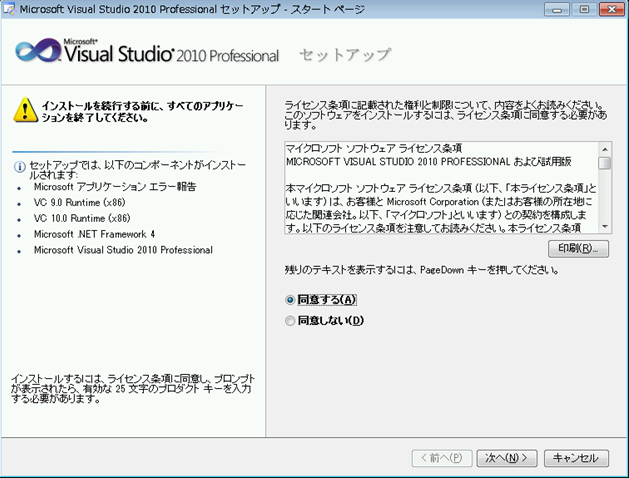 Microsoft Visual Studio 2010 Professional セットアップ - スタート ページ
Microsoft®
Visual Studio® 2010 Professional セットアップ
インストールを続行する前に、すべてのアプリケー
ションを終了してください。
セットアップでは、以下のコンポーネントがインストー
ルされます:
Microsoft アプリケーション エラー報告
VC 9.0 Runtime (x86)
VC 10.0 Runtime (x86)
Microsoft .NET Framework 4
Microsoft Visual Studio 2010 Professional
インストールするには、ライセンス条項に同意し、プロンプト
が表示されたら、有効な 25 文字のプロダクト キーを入力
する必要があります。
ライセンス条項に記載された権利と制限について、内容をよくお読みください。
このソフトウェアをインストールするには、ライセンス条項に同意する必要があ
ります。
マイクロソフト ソフトウェア ライセンス条項
MICROSOFT VISUAL STUDIO 2010 PROFESSIONAL および試用版
本マイクロソフト ソフトウェア ライセンス条項 (以下、「本ライセンス条項」と
いいます) は、お客様と Microsoft Corporation (またはお客様の所在地に
応じた関連会社。以下、「マイクロソフト」といいます) との契約を構成しま
す。以下のライセンス条項を注意してお読みください。本ライセンス条項
印刷(R)...
残りのテキストを表示するには、PageDown キーを押してください。
同意する(A)
同意しない(D)
< 前へ(P)
次へ(N) >
キャンセル